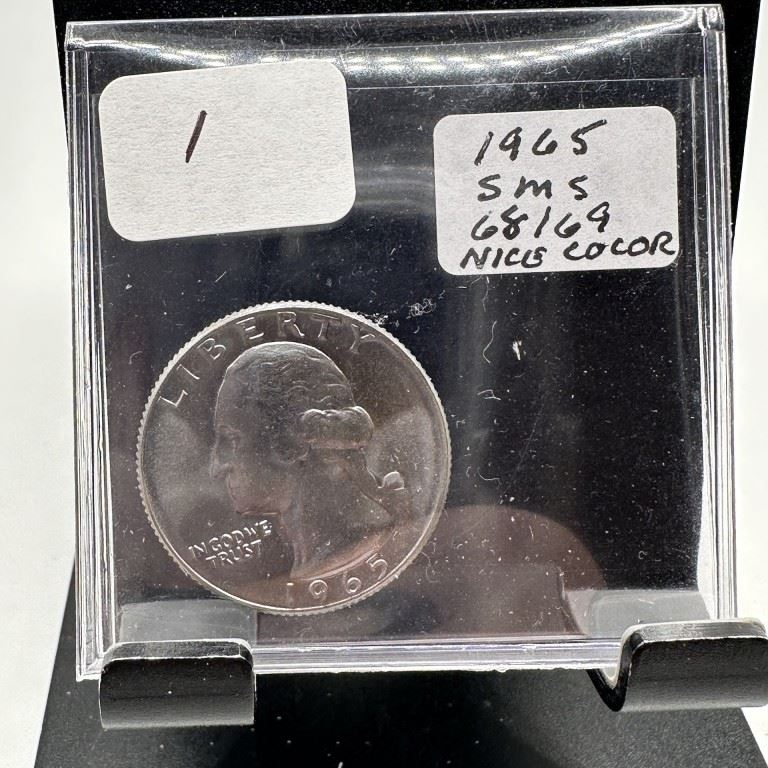 1
1965
SMS
68/69
NICE COLOR
LIBERTY
IN GOD WE
TRUST
1965